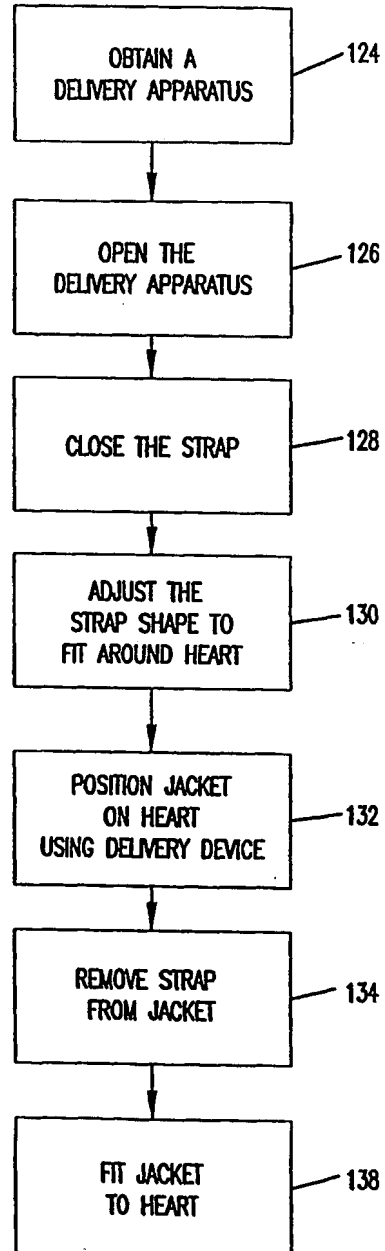 OBTAIN A
DELIVERY APPARATUS
124
OPEN THE
DELIVERY APPARATUS
126
CLOSE THE STRAP
128
ADJUST THE
STRAP SHAPE TO
FIT AROUND HEART
130
POSITION JACKET
ON HEART
USING DELIVERY DEVICE
132
REMOVE STRAP
FROM JACKET
134
FIT JACKET
TO HEART
138